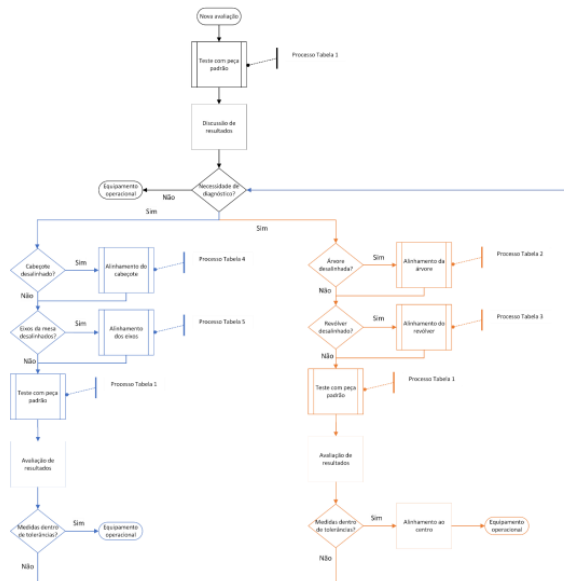 Nova avaliação
Teste com peça
padrão
Processo Tabela 1
Discussão de
resultados
Necessidade de
diagnóstico?
Equipamento
operacional
Não
Sim
Sim
Cabeçote
desalinhado?
Sim
Alinhamento do
cabeçote
Processo Tabela 4
Não
Eixos da mesa
desalinhados?
Sim
Alinhamento
dos eixos
Processo Tabela 5
Não
Teste com peça
padrão
Processo Tabela 1
Avaliação de
resultados
Medidas dentro
de tolerâncias?
Sim
Equipamento
operacional
Não
Árvore
desalinhada?
Sim
Alinhamento da
árvore
Processo Tabela 2
Não
Revólver
desalinhado?
Sim
Alinhamento do
revólver
Processo Tabela 3
Não
Teste com peça
padrão
Processo Tabela 1
Avaliação de
resultados
Medidas dentro
de tolerâncias?
Sim
Alinhamento ao
centro
Equipamento
operacional
Não